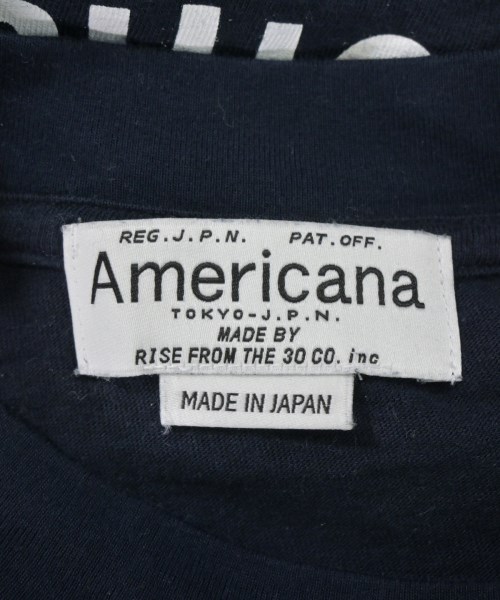 REG.J.P.N. PAT.OFF.
Americana
TOKYO-J.P.N.
MADE BY
RISE FROM THE 30 CO. inc
MADE IN JAPAN